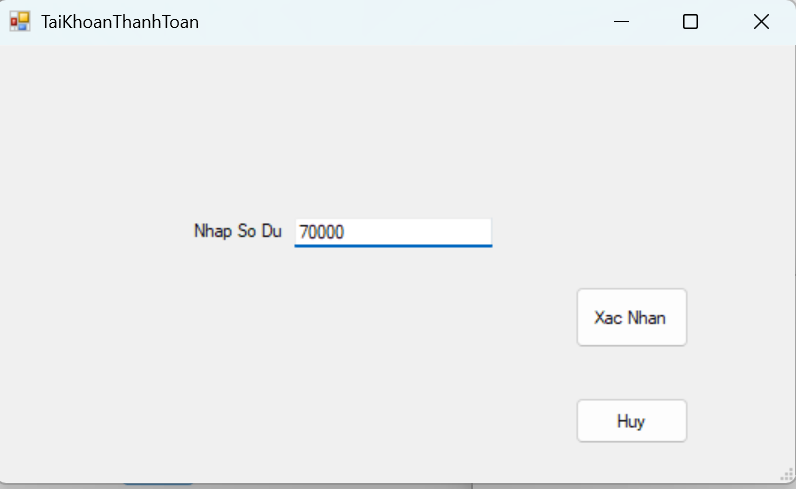 TaiKhoanThanhToan
Nhap So Du 70000
Xac Nhan
Huy